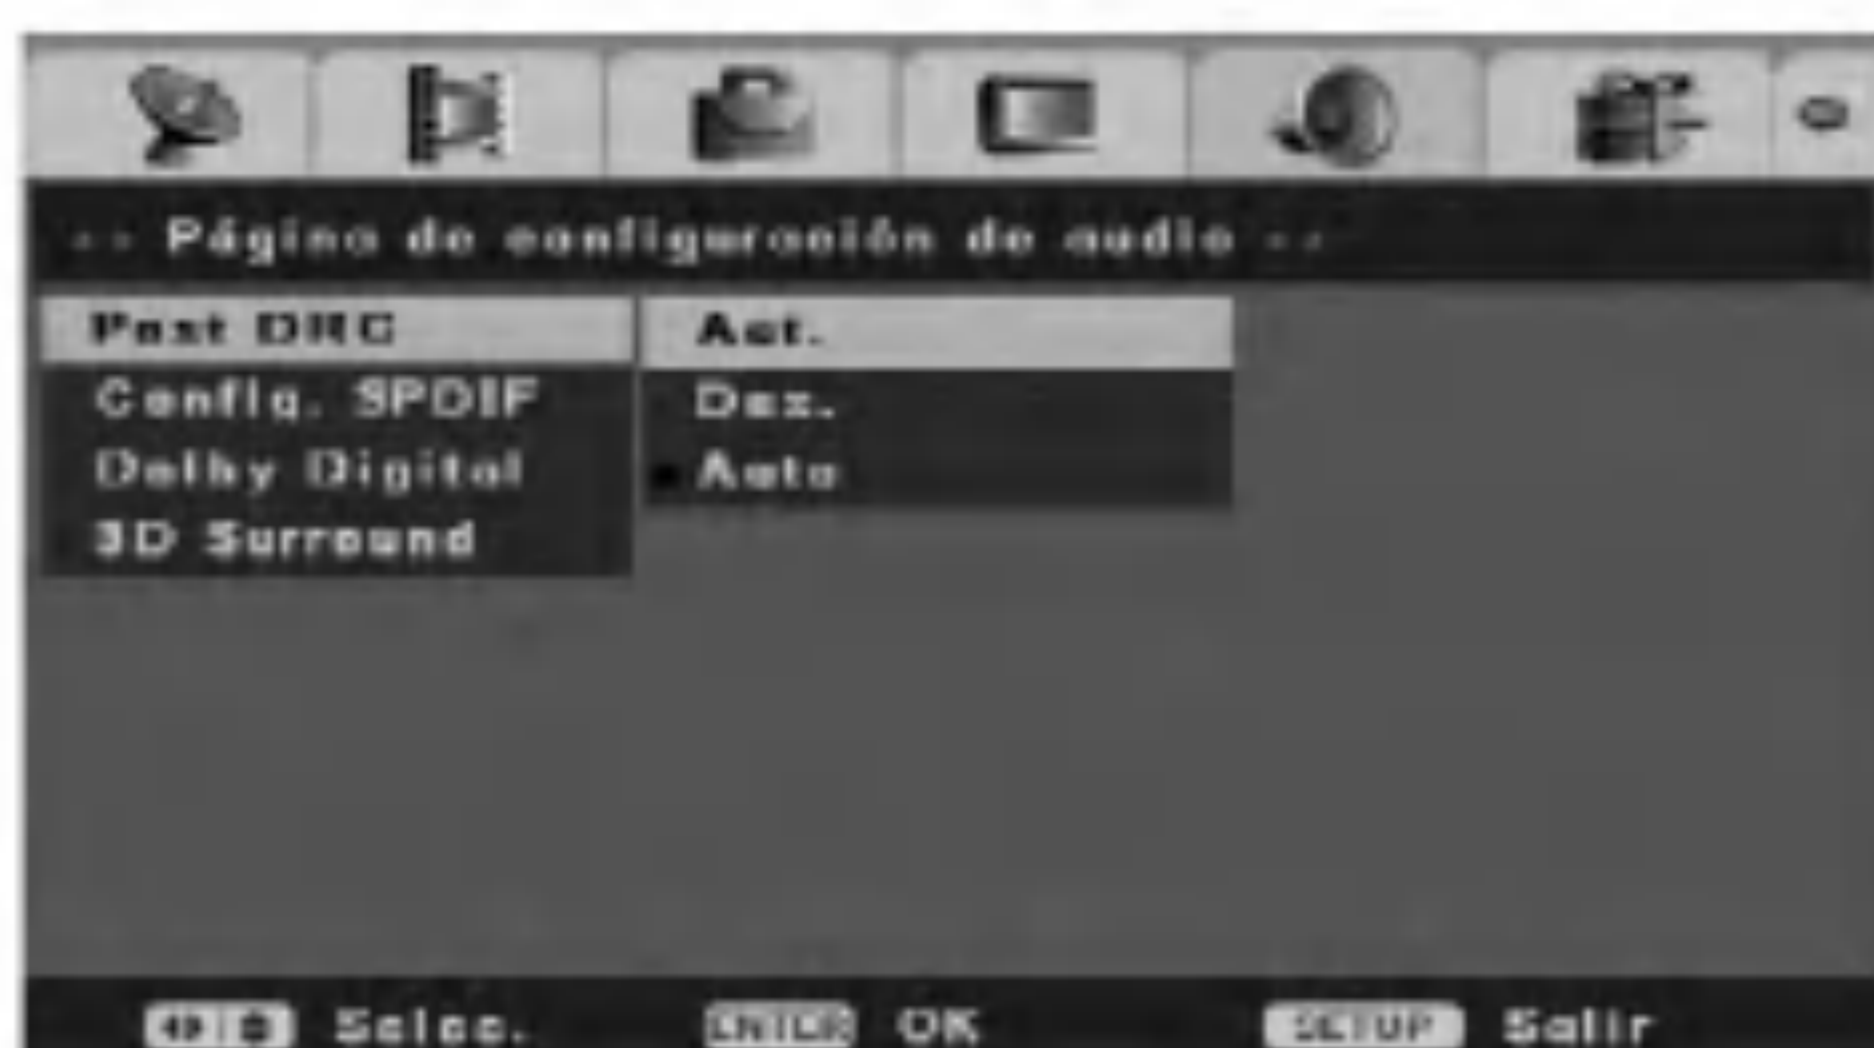 -- Página de configuración de audio --
Post DRC Act.
Config. SPDIF Des.
Dolby Digital Auto
3D Surround
Selec. ENTER OK SETUP Salir